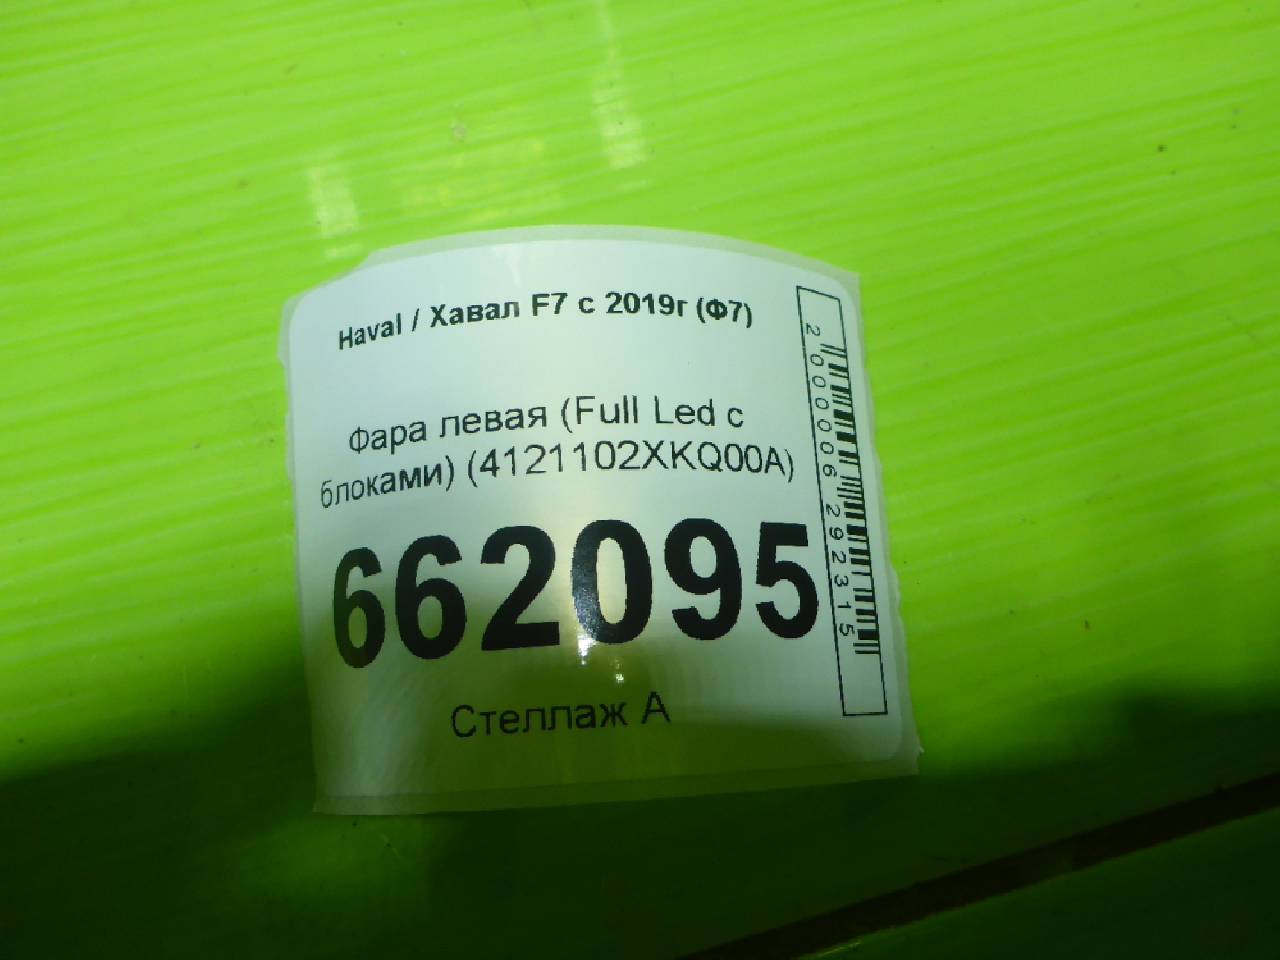 Haval / Хавал F7 с 2019г (Ф7)
Фара левая (Full Led с
блоками) (4121102XKQ00A)
662095
Стеллаж А
2000006292315